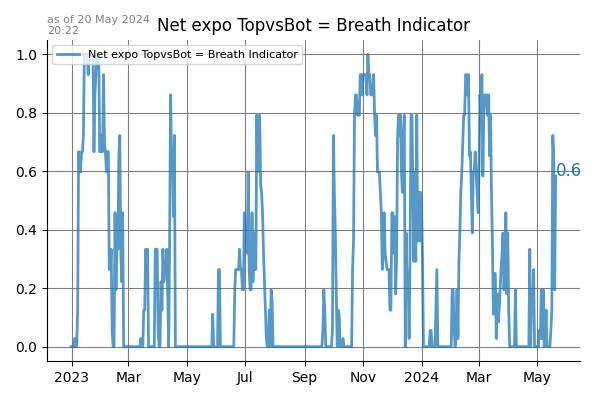 as of 20 May 2024
20:22
Net expo TopvsBot = Breath Indicator
Net expo TopvsBot = Breath Indicator
1.0
0.8
0.6
0.4
0.2
0.0
0.6
2023 Mar May Jul Sep Nov 2024 Mar May